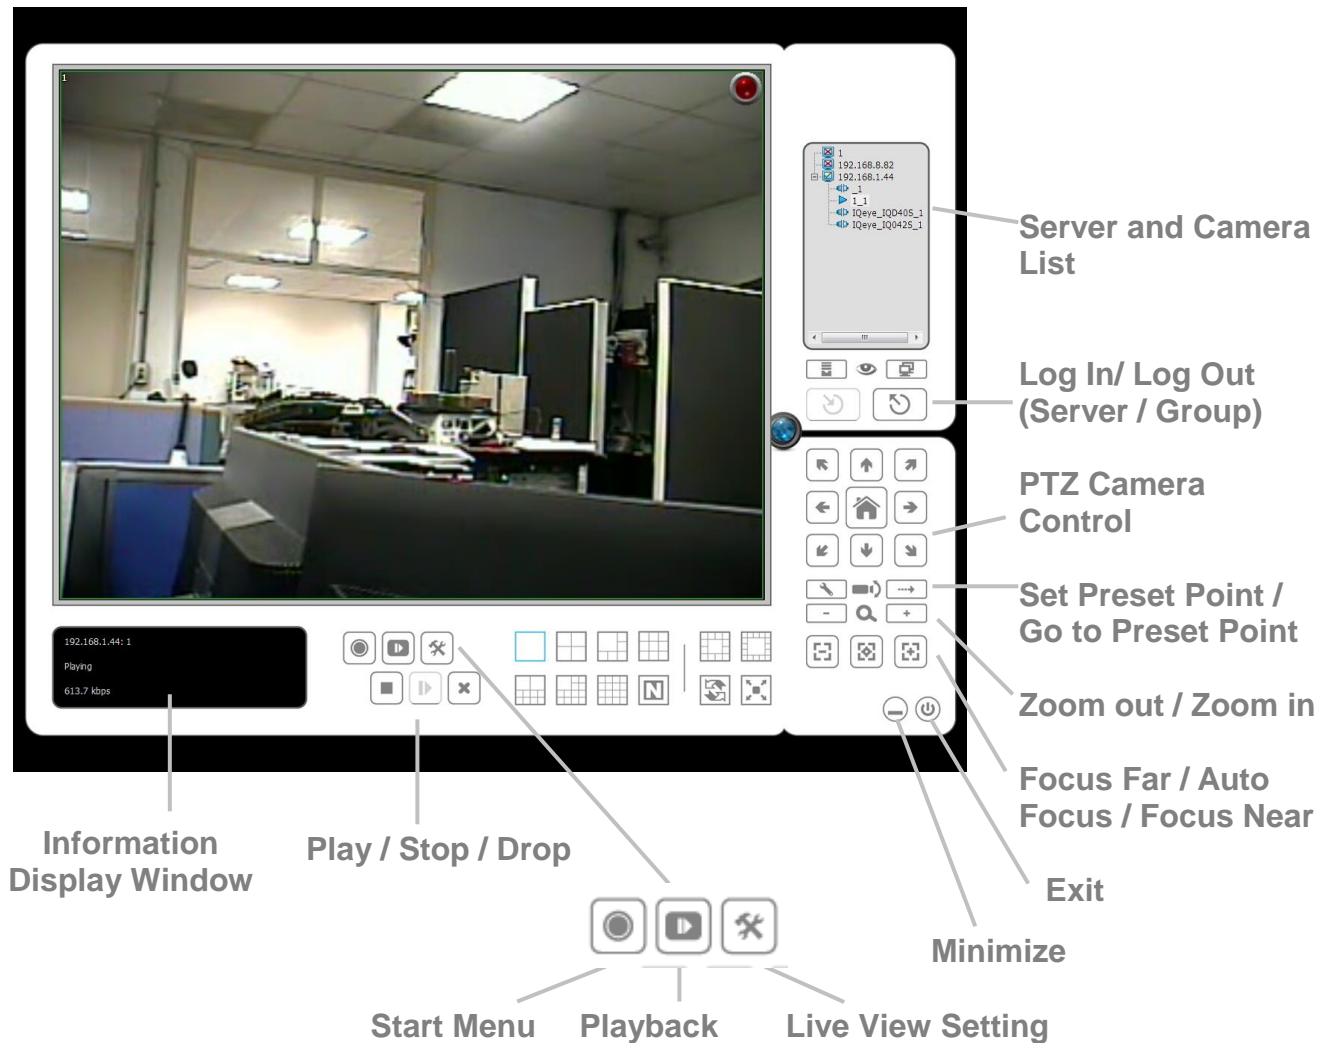 1
1
192.168.8.82
192.168.1.44
_1
1_1
IQeye_IQD40S_1
IQeye_IQ042S_1
Server and Camera
List
Log In/ Log Out
(Server / Group)
PTZ Camera
Control
Set Preset Point /
Go to Preset Point
Zoom out / Zoom in
Focus Far / Auto
Focus / Focus Near
192.168.1.44: 1
Playing
613.7 kbps
N
Information
Display Window
Play / Stop / Drop
Exit
Minimize
Start Menu
Playback
Live View Setting